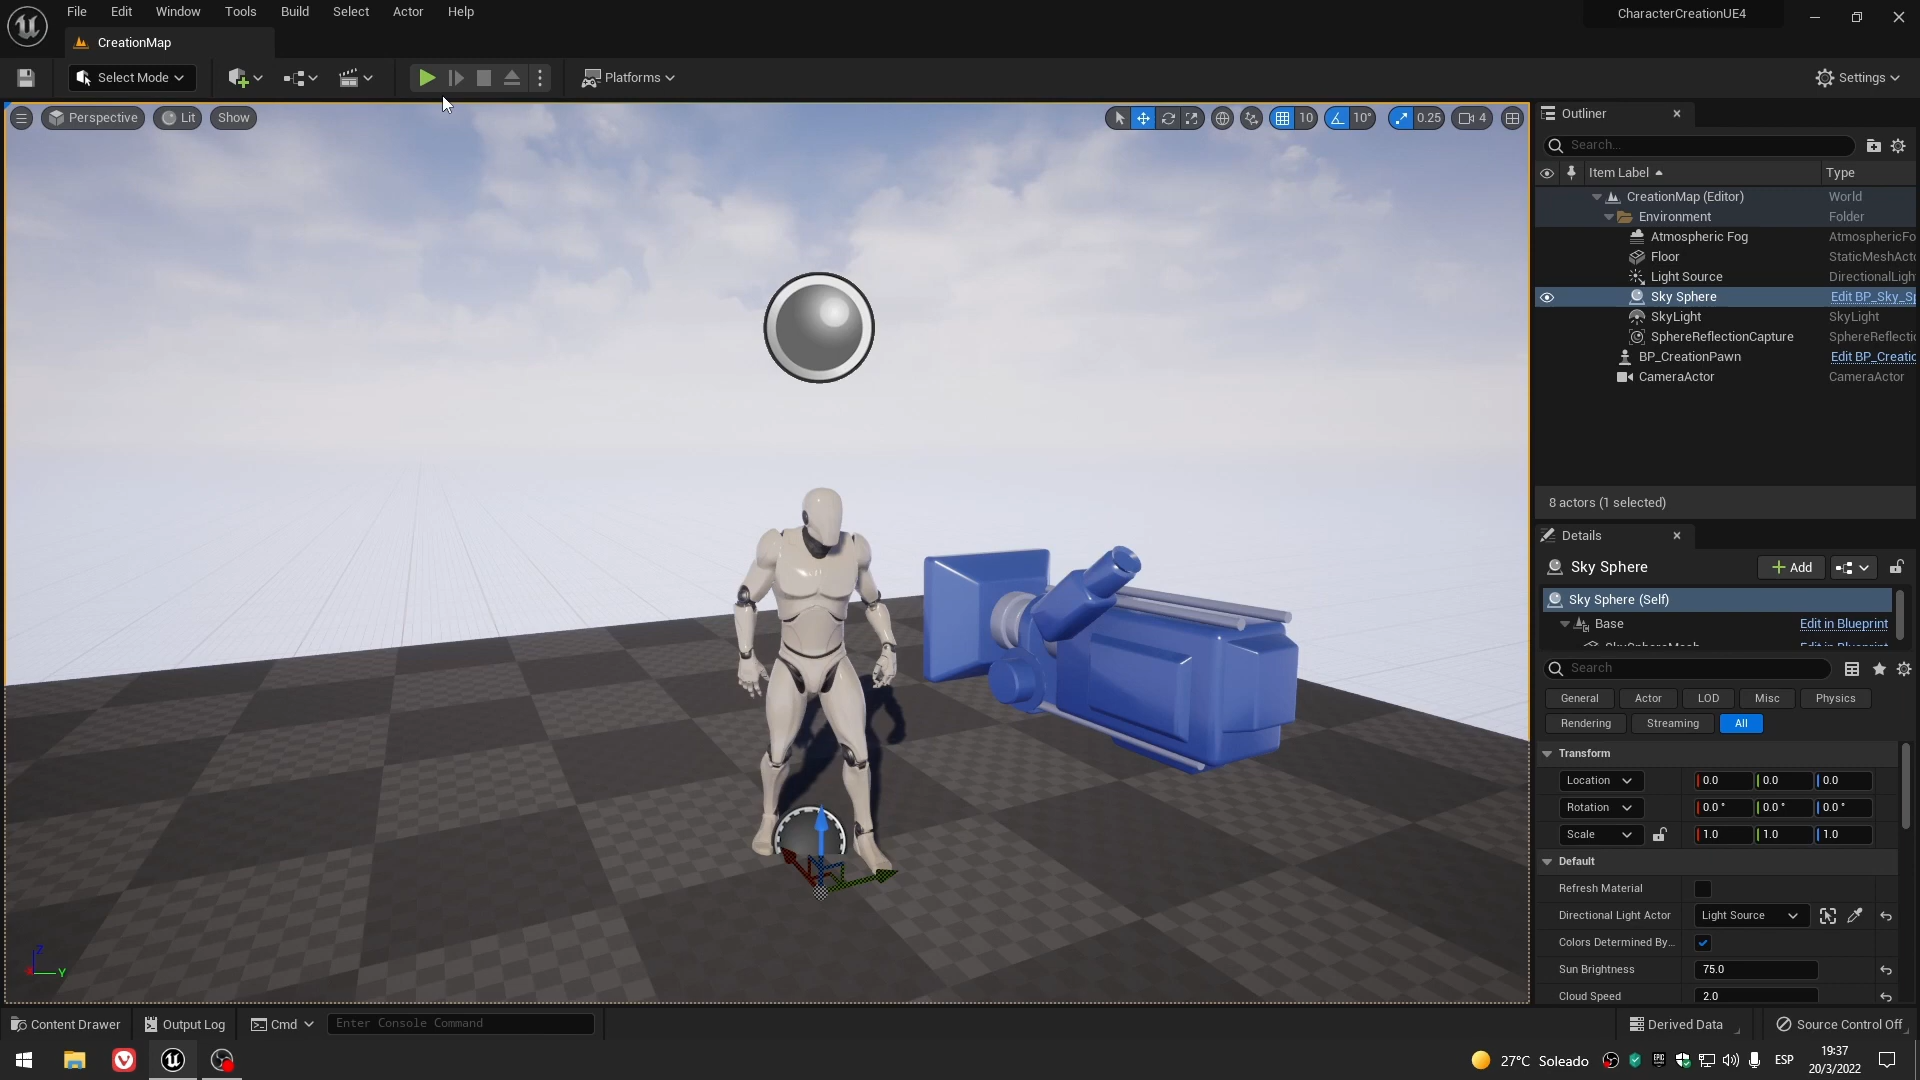 File Edit Window Tools Build Select Actor Help
CharacterCreationUE4
CreationMap
Select Mode
Platforms
Settings
Perspective Lit Show
10 10° 0.25 4
Outliner
Search...
Item Label Type
CreationMap (Editor) World
Environment Folder
Atmospheric Fog AtmosphericFo
Floor StaticMeshActo
Light Source DirectionalLigh
Sky Sphere Edit BP_Sky_Sp
SkyLight SkyLight
SphereReflectionCapture SphereReflectio
BP_CreationPawn Edit BP_Creatio
CameraActor CameraActor
8 actors (1 selected)
Details
Sky Sphere
Add
Sky Sphere (Self)
Base Edit in Blueprint
SkySphereMesh Edit in Blueprint
Search
General Actor LOD Misc Physics
Rendering Streaming All
Transform
Location 0.0 0.0 0.0
Rotation 0.0 ° 0.0 ° 0.0 °
Scale 1.0 1.0 1.0
Default
Refresh Material
Directional Light Actor Light Source
Colors Determined By...
Sun Brightness 75.0
Cloud Speed 2.0
Z
Y
Content Drawer Output Log Cmd Enter Console Command
Derived Data Source Control Off
27°C Soleado ESP 19:37
20/3/2022